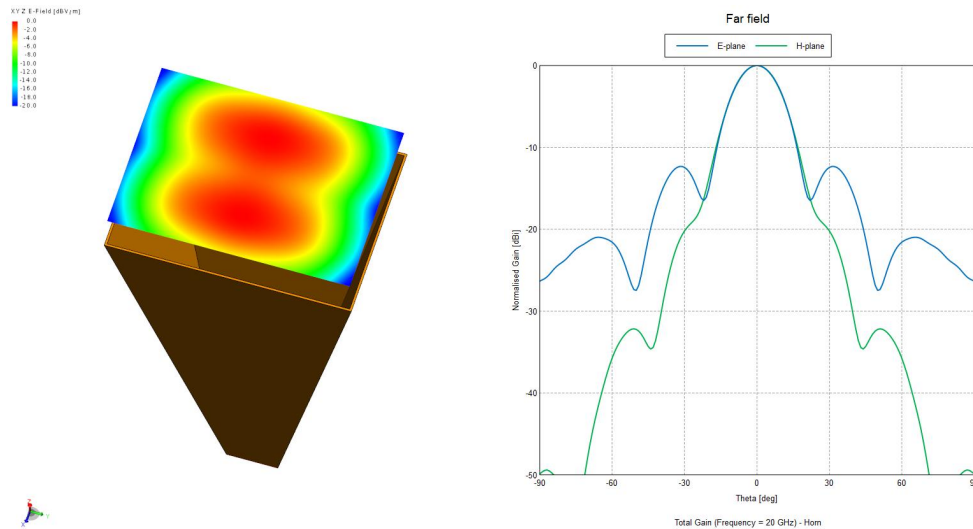 XYZ E-Field [dBV/m]
0.0
-2.0
-4.0
-6.0
-8.0
-10.0
-12.0
-14.0
-16.0
-18.0
-20.0
Z
X
Y
Far field
E-plane
H-plane
0
-10
-20
-30
-40
-50
Normalised Gain [dBi]
-90
-60
-30
0
30
60
90
Theta [deg]
Total Gain (Frequency = 20 GHz) - Horn